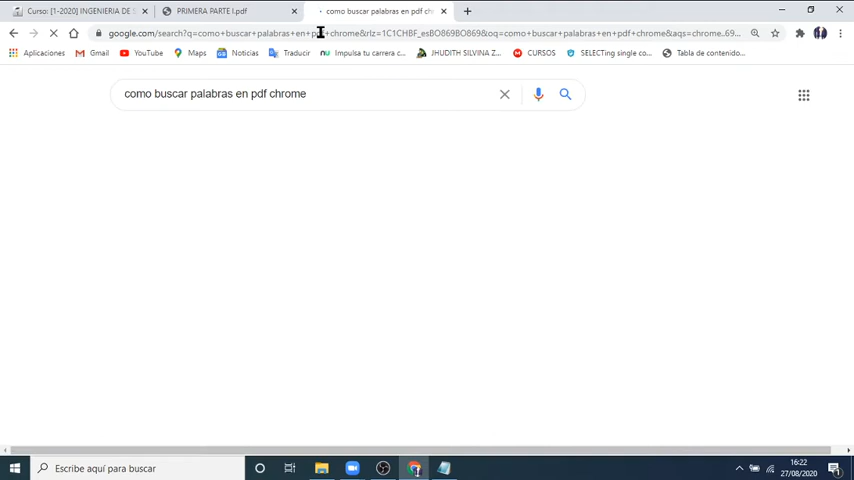 Curso: [1-2020] INGENIERIA DE S
PRIMERA PARTE I.pdf
como buscar palabras en pdf chr
google.com/search?q=como+buscar+palabras+en+pdf+chrome&rlz=1C1CHBF_esBO869BO869&oq=como+buscar+palabras+en+pdf+chrome&aqs=chrome..69...
Aplicaciones
Gmail
YouTube
Maps
Noticias
Traducir
Impulsa tu carrera c...
JHUDITH SILVINA Z...
CURSOS
SELECTing single co...
Tabla de contenido...
como buscar palabras en pdf chrome
Escribe aquí para buscar
16:22
27/08/2020